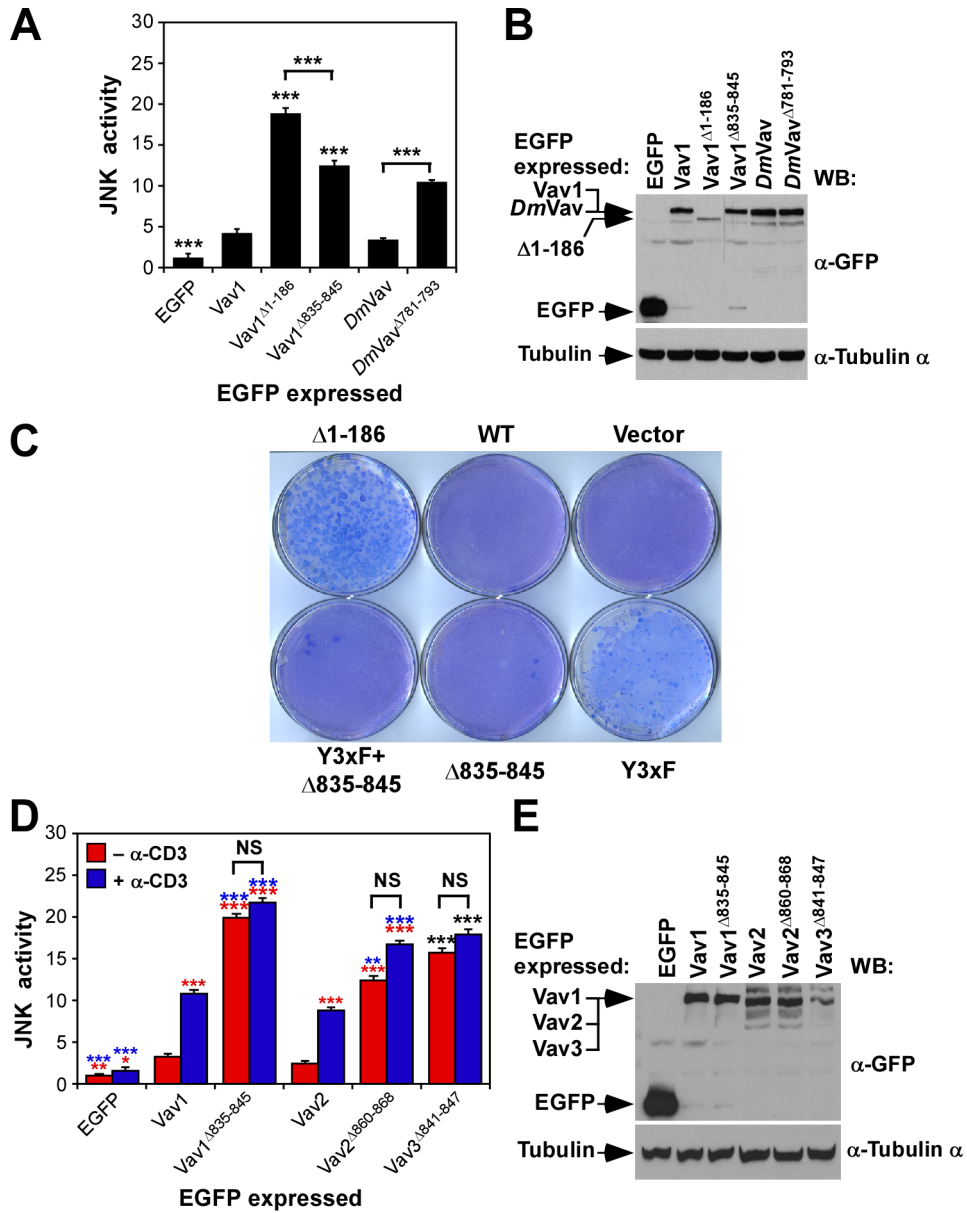 A
30
25
20
15
10
5
0
JNK activity
***
***
***
***
***
EGFP
Vav1
Vav1Δ1-186
Vav1Δ835-845
DmVav
DmVavΔ781-793
EGFP expressed
B
EGFP expressed:
EGFP
Vav1
Vav1Δ1-186
Vav1Δ835-845
DmVav
DmVavΔ781-793
WB:
Vav1
DmVav
Δ1-186
EGFP
Tubulin
α-GFP
α-Tubulin α
C
Δ1-186
WT
Vector
Y3xF+
Δ835-845
Δ835-845
Y3xF
D
30
25
20
15
10
5
0
JNK activity
– α-CD3
+ α-CD3
NS
NS
NS
***
**
***
*
***
***
***
***
***
***
**
***
***
***
***
***
EGFP
Vav1
Vav1Δ835-845
Vav2
Vav2Δ860-868
Vav3Δ841-847
EGFP expressed
E
EGFP
expressed:
EGFP
Vav1
Vav1Δ835-845
Vav2
Vav2Δ860-868
Vav3Δ841-847
WB:
Vav1
Vav2
Vav3
EGFP
Tubulin
α-GFP
α-Tubulin α